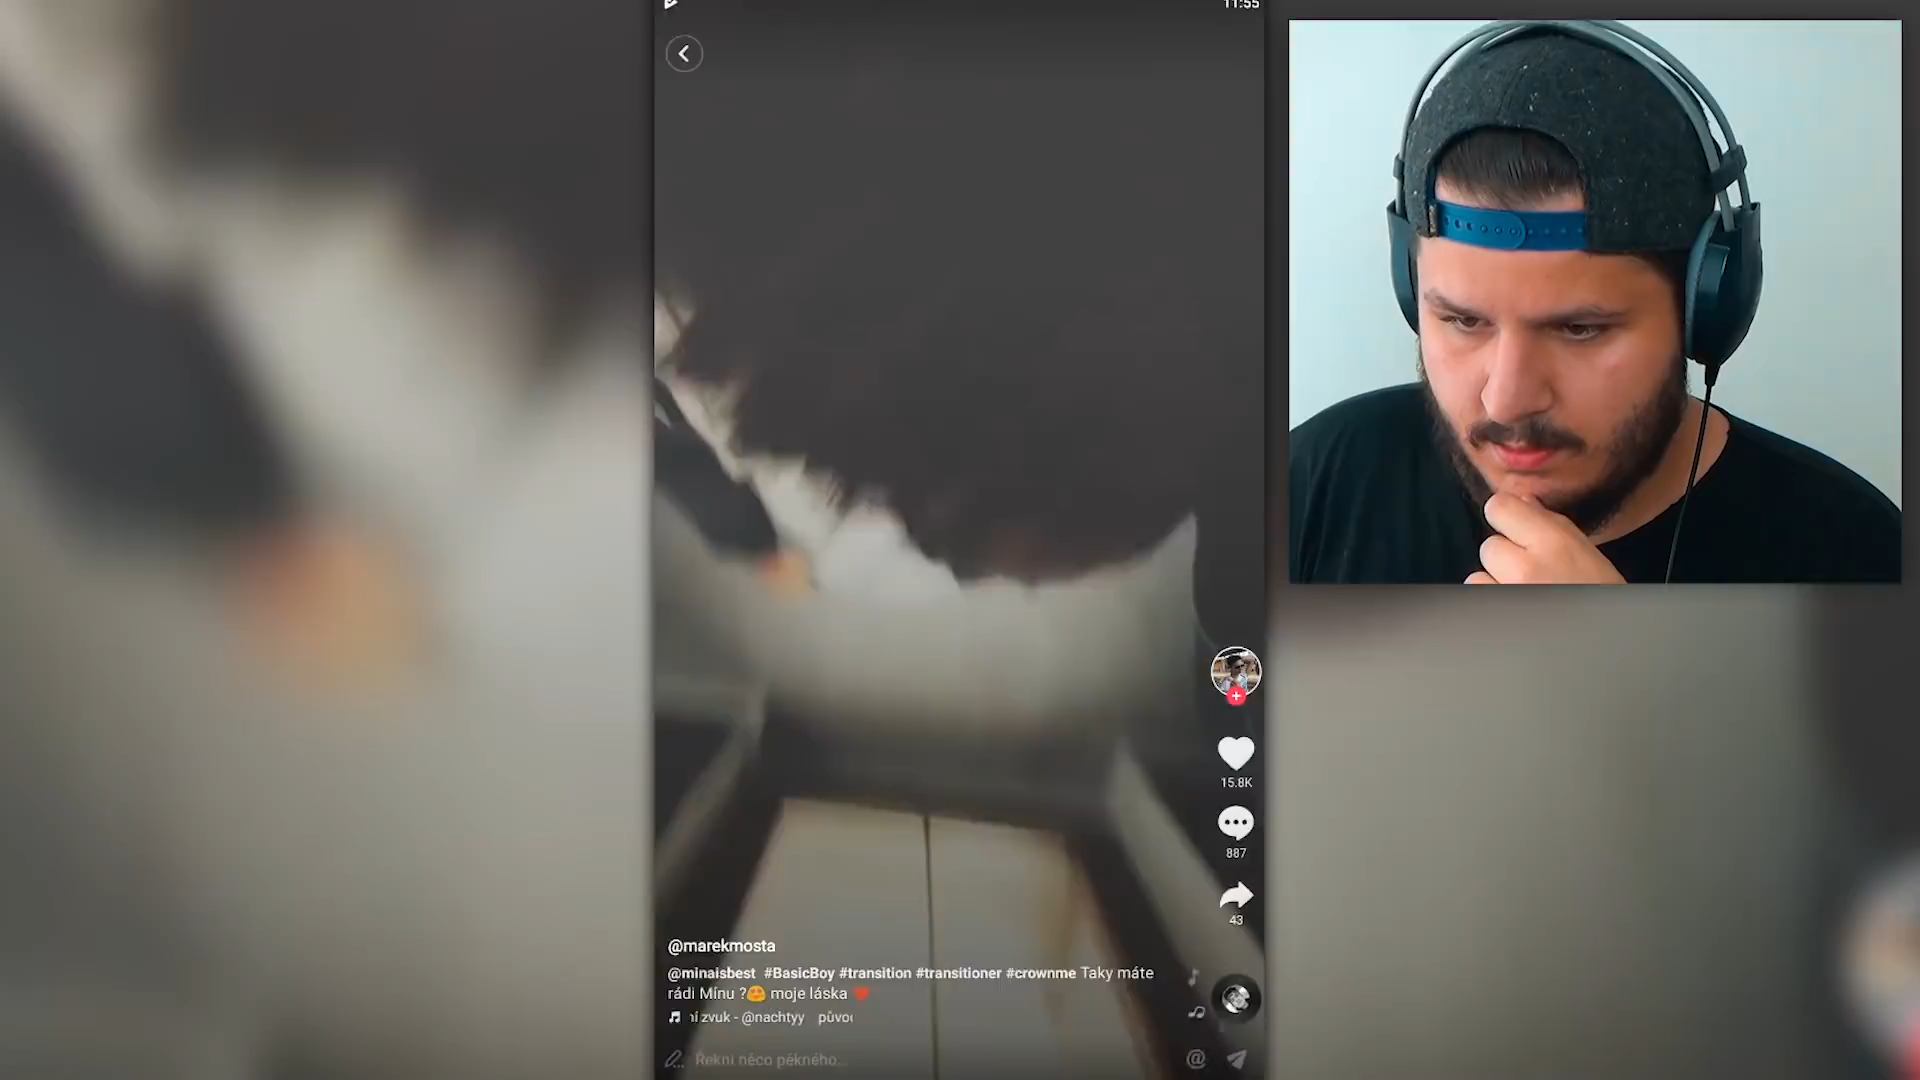 11:55
15.8K
887
43
@marekmosta
@minaisbest #BasicBoy #transition #transitioner #crownme Taky máte
rádi Mínu ?😍 moje láska ❤️
ní zvuk - @nachtyy původ
Řekni něco pěkného...